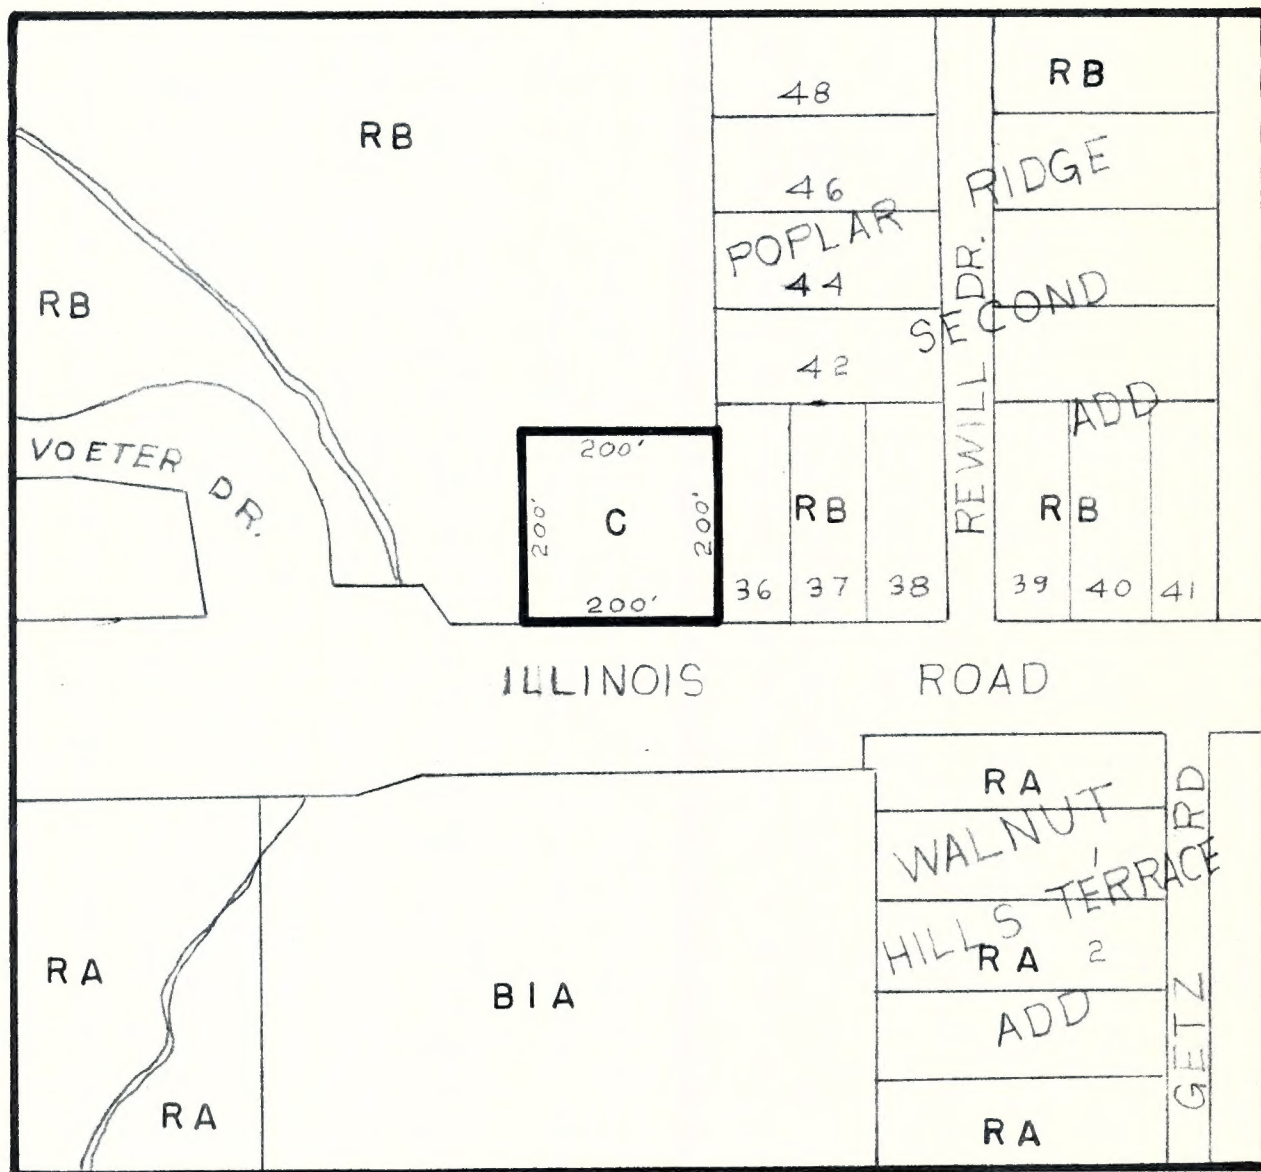 48
RB
RB
46
RIDGE
POPLAR
44
RB
SECOND
REWILL DR.
42
ADD
VOETER DR.
200'
200'
C
200'
200'
RB
RB
36
37
38
39
40
41
ILLINOIS ROAD
RA
WALNUT
1
HILLS TERRACE
RA
2
ADD
RA
BIA
RA
RA
GETZ RD